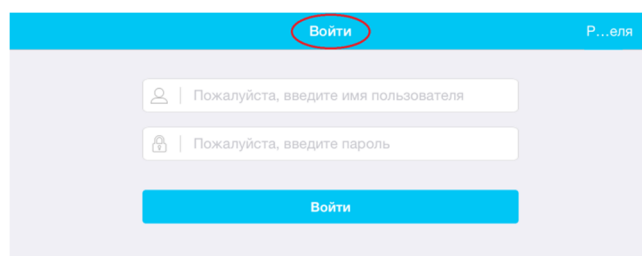 Войти
Р...еля
Пожалуйста, введите имя пользователя
Пожалуйста, введите пароль
Войти